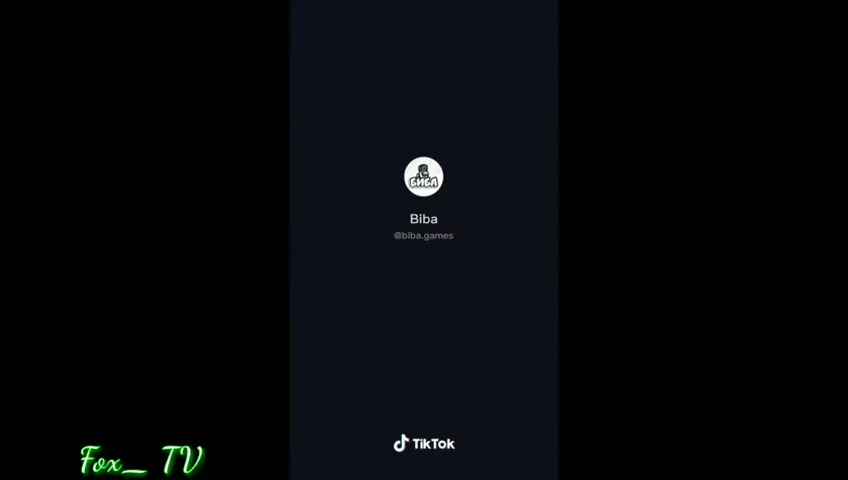 БИБА
Biba
@biba.games
TikTok
Fox_ TV